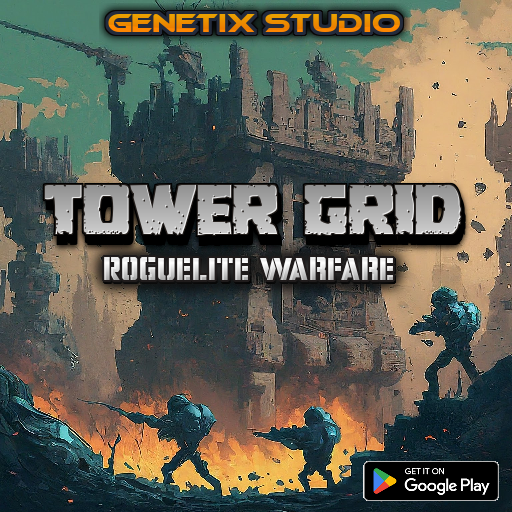 GENETIX STUDIO
TOWER GRID
ROGUELITE WARFARE
GET IT ON
Google Play